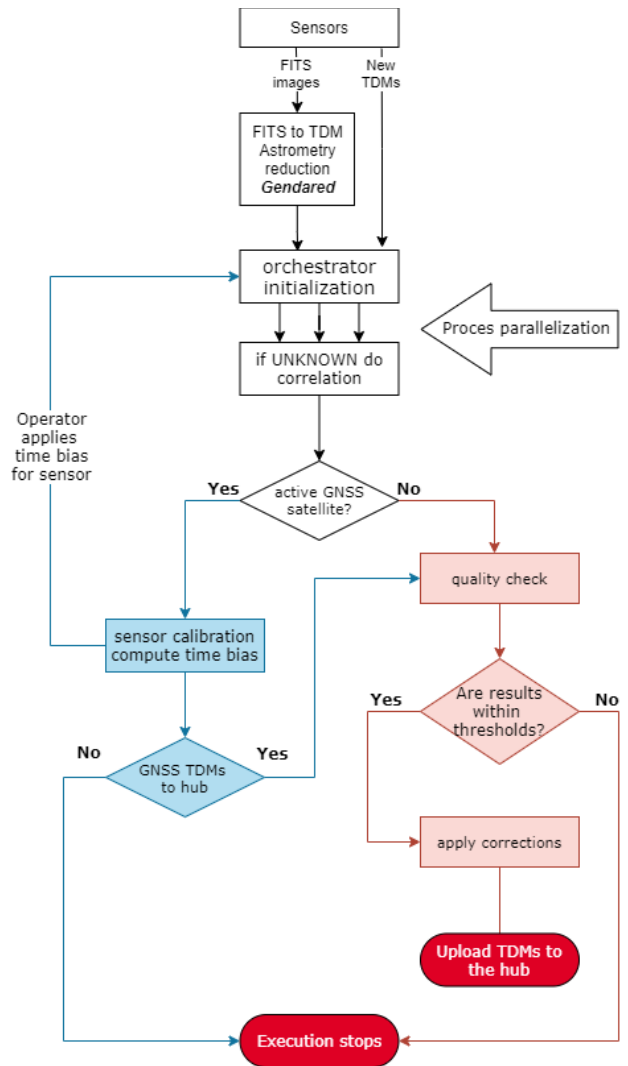 Sensors
FITS
images
New
TDMs
FITS to TDM
Astrometry
reduction
Gendared
orchestrator
initialization
Proces parallelization
if UNKNOWN do
correlation
Operator
applies
time bias
for sensor
Yes
active GNSS
satellite?
No
quality check
sensor calibration
compute time bias
Yes
Are results
within
thresholds?
No
No
GNSS TDMs
to hub
Yes
apply corrections
Upload TDMs to
the hub
Execution stops